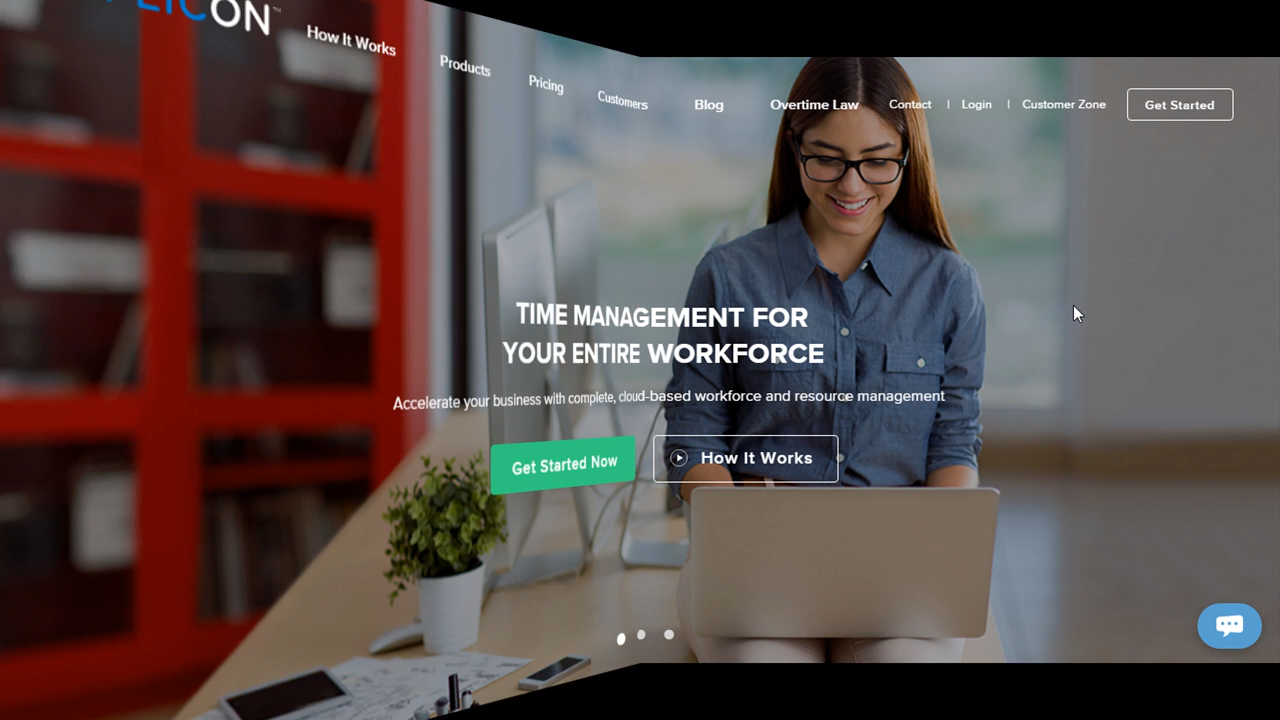 LICON™
How It Works
Products
Pricing
Customers
Blog
Overtime Law
Contact | Login | Customer Zone
Get Started
TIME MANAGEMENT FOR
YOUR ENTIRE WORKFORCE
Accelerate your business with complete, cloud-based workforce and resource management
Get Started Now
How It Works